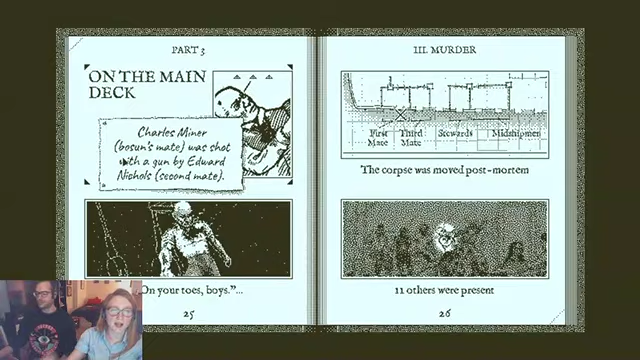 PART 3
ON THE MAIN
DECK
Charles Miner
(bosun's mate) was shot
with a gun by Edward
Nichols (second mate).
On your toes, boys."...
25
III. MURDER
First Mate
Third Mate
Stewards
Midshipmen
The corpse was moved post-mortem
11 others were present
26